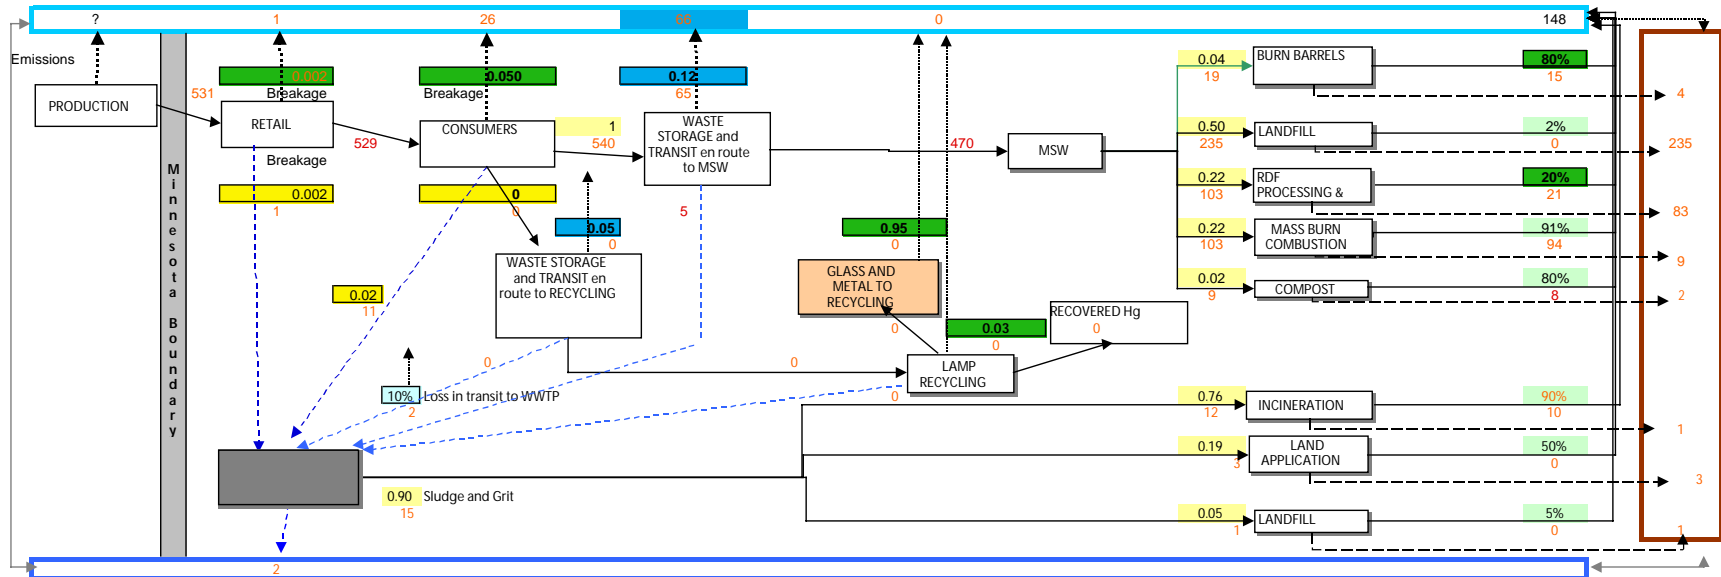 ? 1 26 66 0 148
Emissions
0.002 0.050 0.12
531 Breakage Breakage 65
PRODUCTION
RETAIL
CONSUMERS
1
540
529
Breakage
0.002
1
0
0
WASTE
STORAGE and
TRANSIT en route
to MSW
470
MSW
5
0.05
0
WASTE STORAGE
and TRANSIT en
route to RECYCLING
0.02
11
Minnesota Boundary
0.95
0
GLASS AND
METAL TO
RECYCLING
0
0.03
0
RECOVERED Hg
0
LAMP
RECYCLING
0
0
0
10% Loss in transit to WWTP
2
0.90 Sludge and Grit
15
0.04 BURN BARRELS 80%
19 15
4
0.50 LANDFILL 2%
235 0
235
0.22 RDF
PROCESSING & 20%
103 21
83
0.22 MASS BURN
COMBUSTION 91%
103 94
9
0.02 COMPOST 80%
9 8
2
0.76 INCINERATION 90%
12 10
1
0.19 LAND
APPLICATION 50%
3 0
3
0.05 LANDFILL 5%
1 0
1
2